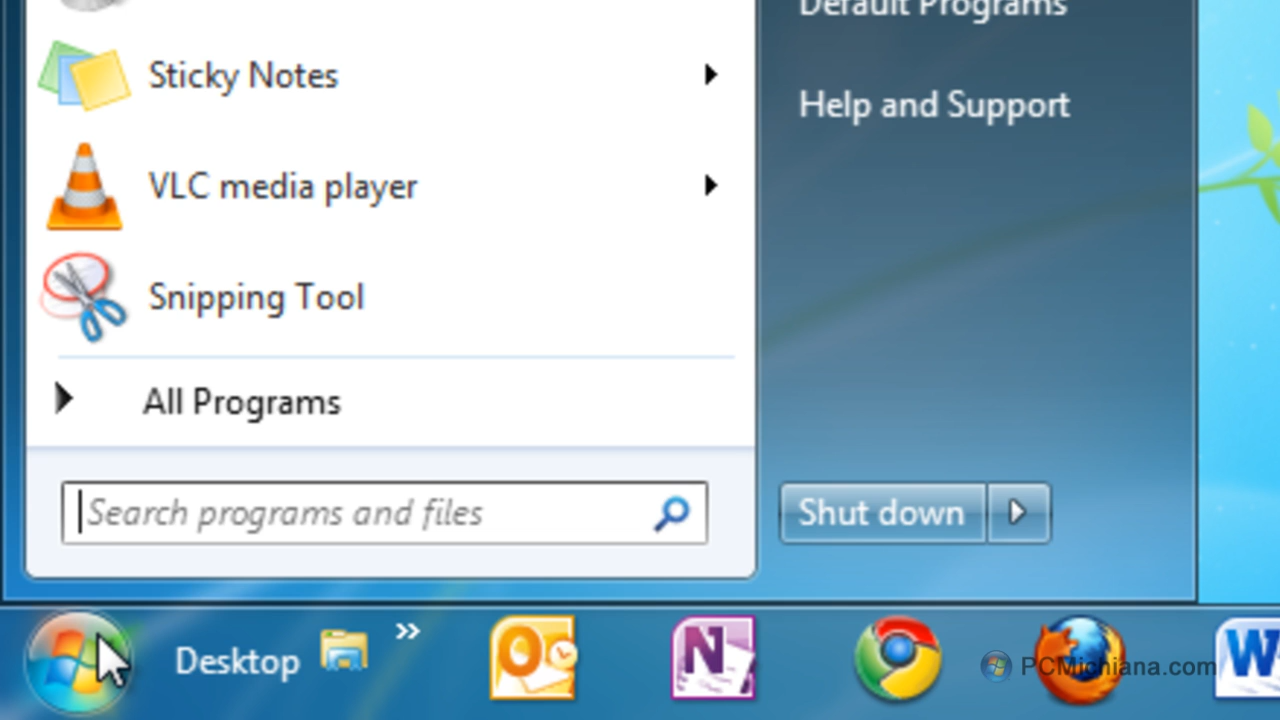 Default Programs
Sticky Notes
Help and Support
VLC media player
Snipping Tool
All Programs
Search programs and files
Shut down
Desktop
»
O
N
PCMichiana.com
W